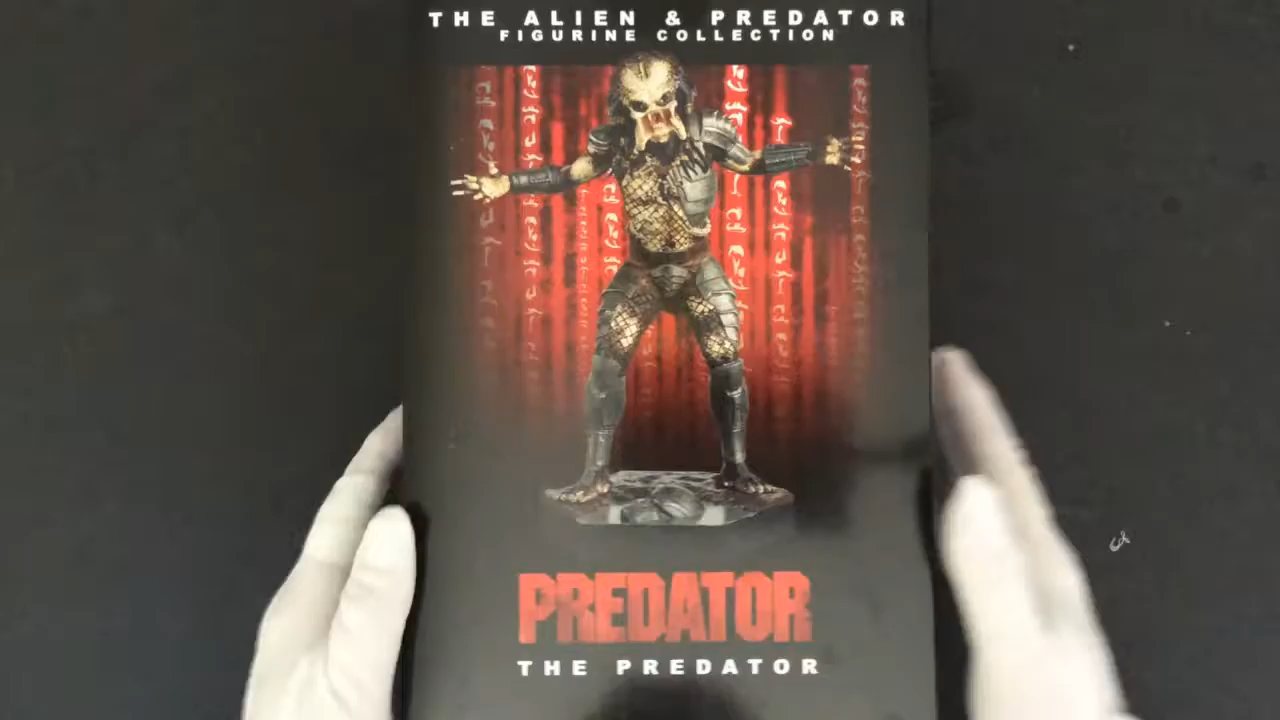 THE ALIEN & PREDATOR
FIGURINE COLLECTION
PREDATOR
THE PREDATOR